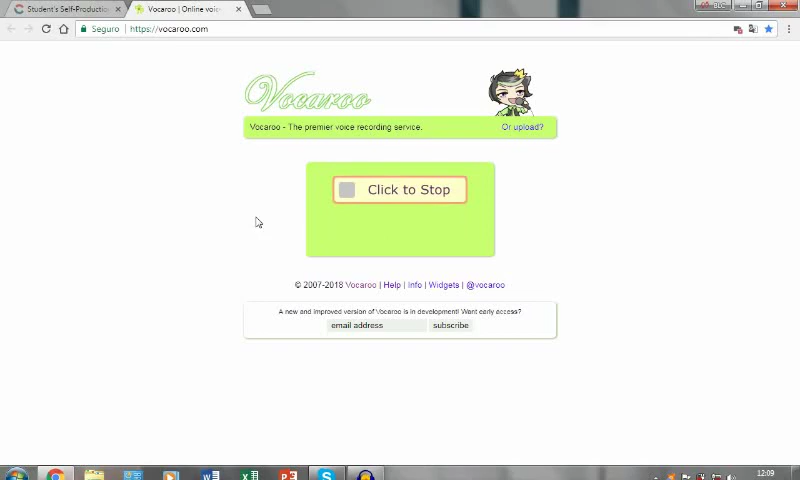 Student's Self-Productio
Vocaroo | Online voic
BLC
Seguro
https://vocaroo.com
Vocaroo
Vocaroo - The premier voice recording service.
Or upload?
Click to Stop
© 2007-2018 Vocaroo | Help | Info | Widgets | @vocaroo
A new and improved version of Vocaroo is in development! Want early access?
email address
subscribe
12:09